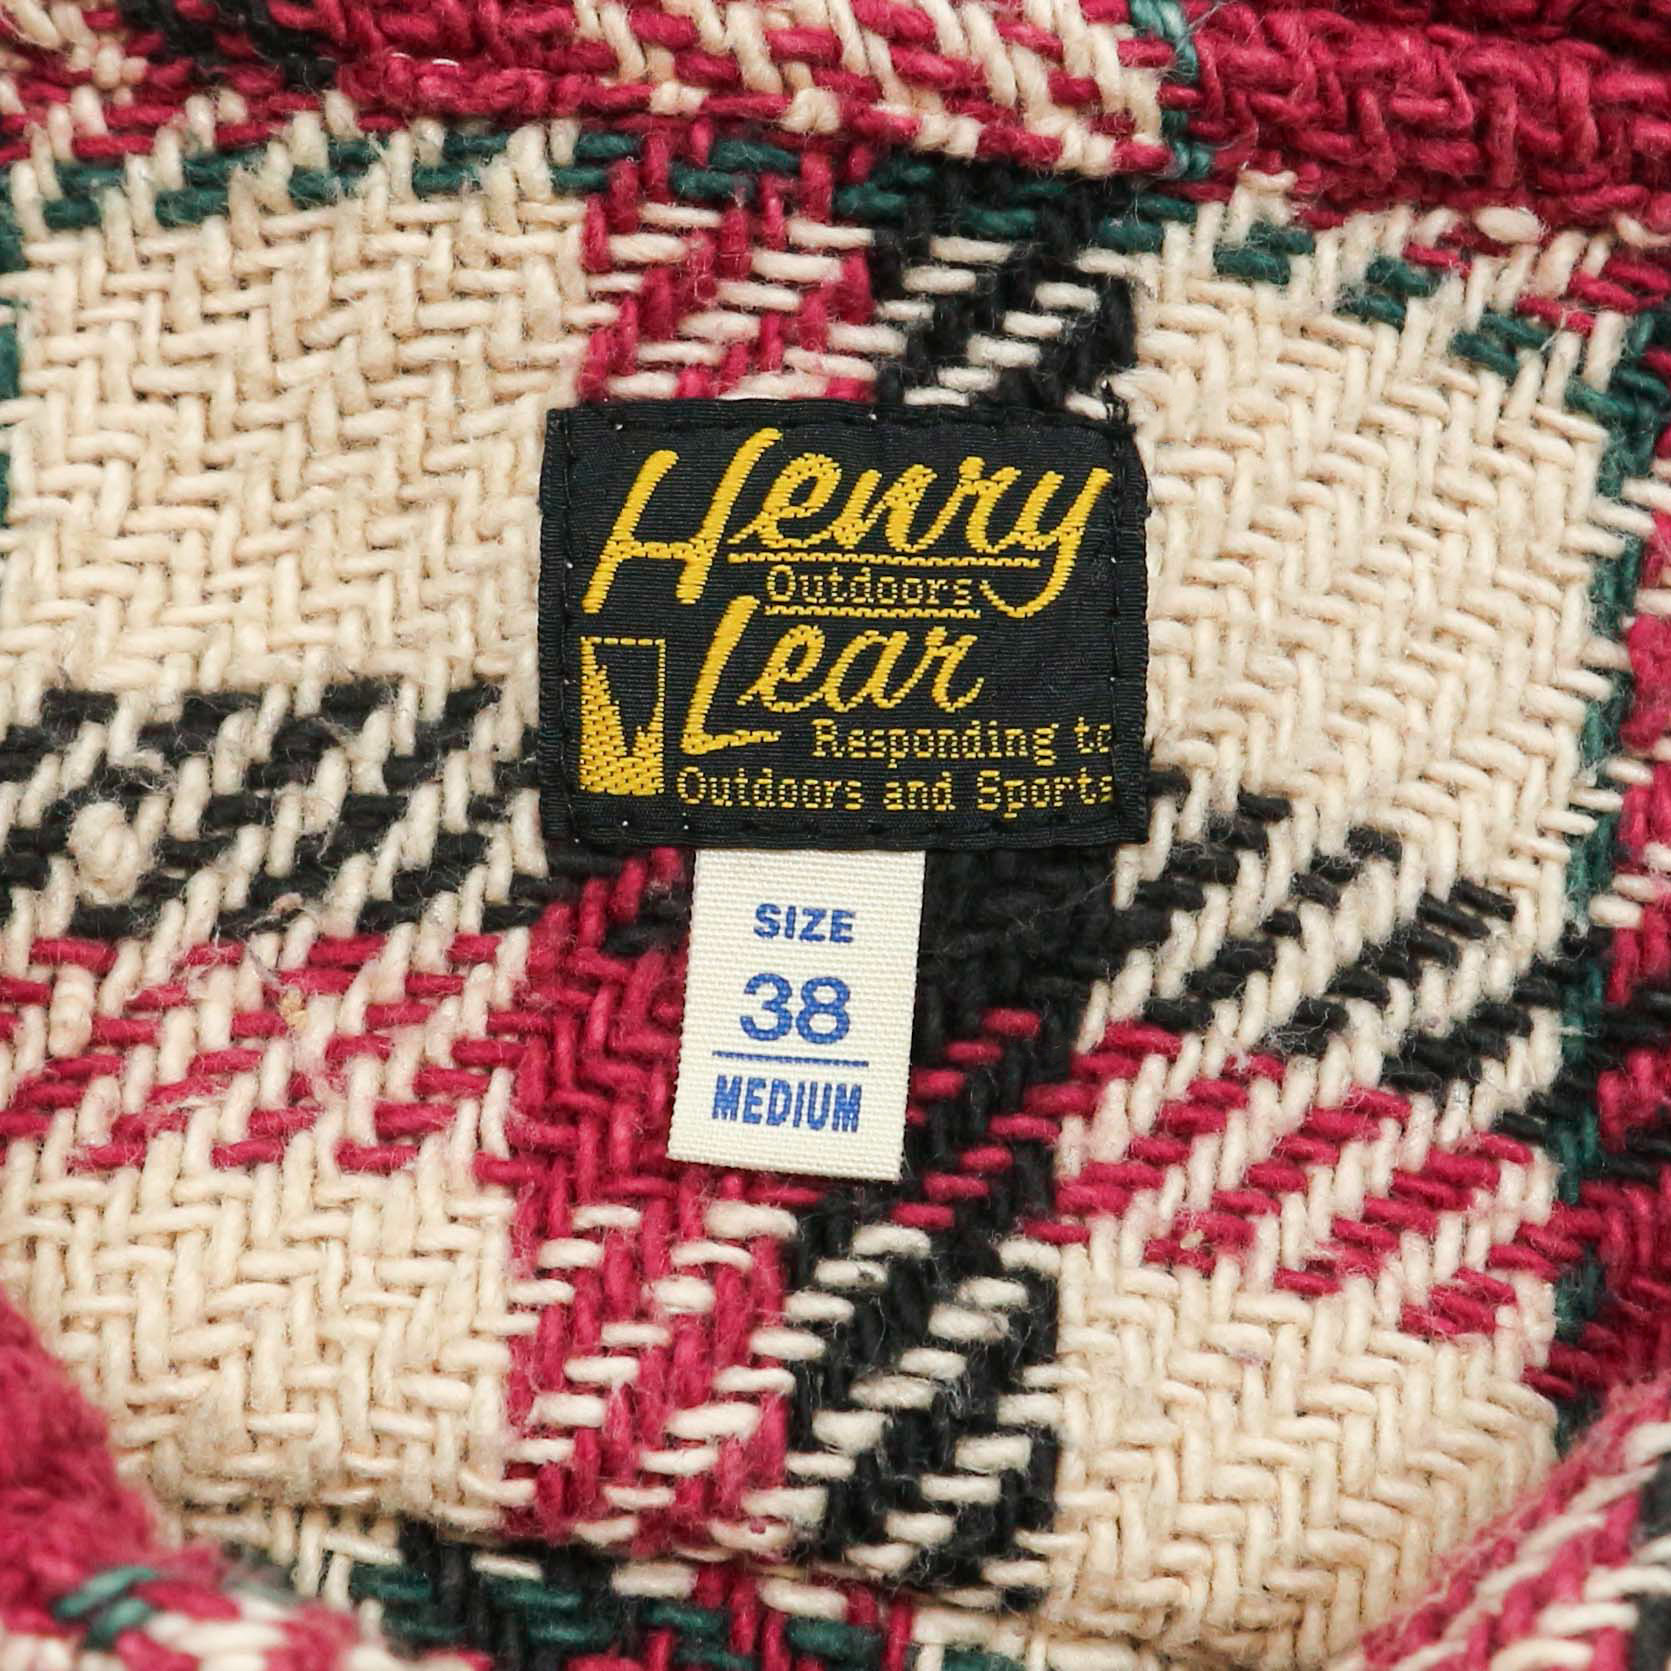 Henry
Outdoors
Lear
Responding to
Outdoors and Sports
SIZE
38
MEDIUM